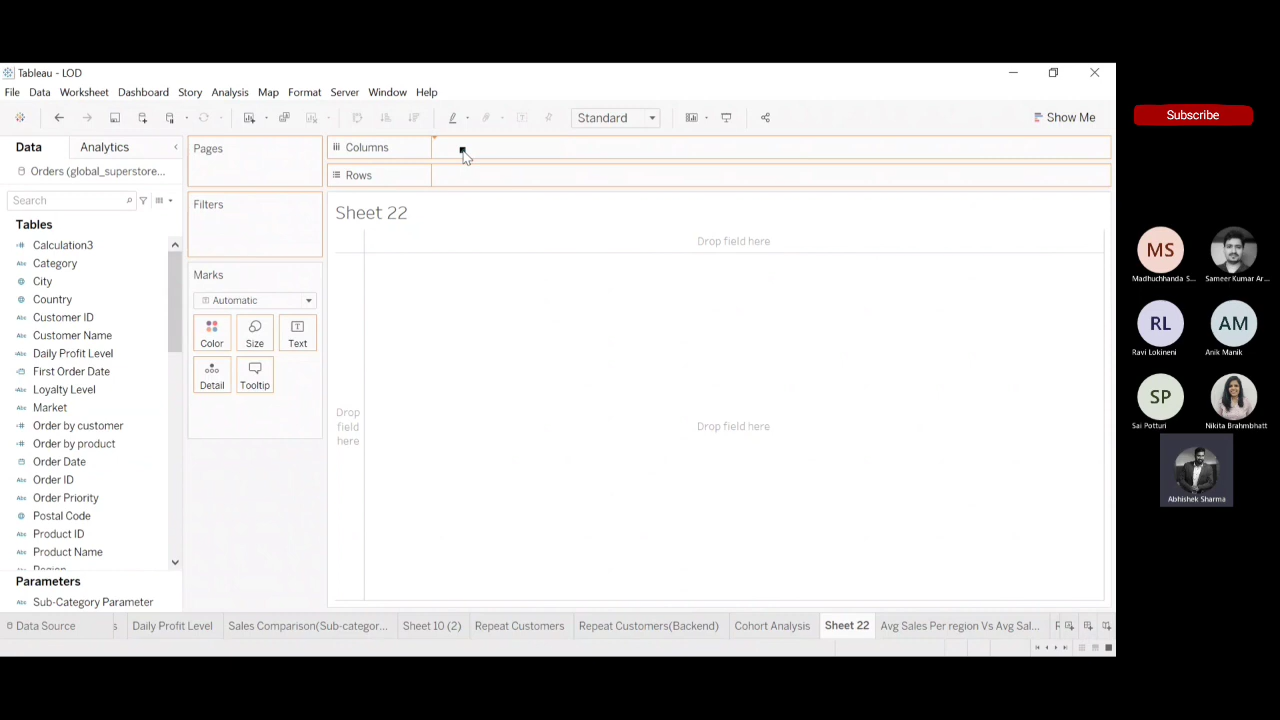 Tableau - LOD
File Data Worksheet Dashboard Story Analysis Map Format Server Window Help
Standard
Show Me
Data Analytics
Orders (global_superstore...
Search
Tables
Calculation3
Category
City
Country
Customer ID
Customer Name
Daily Profit Level
First Order Date
Loyalty Level
Market
Order by customer
Order by product
Order Date
Order ID
Order Priority
Postal Code
Product ID
Product Name
Region
Parameters
Sub-Category Parameter
Pages
Filters
Marks
Automatic
Color Size Text
Detail Tooltip
Columns
Rows
Sheet 22
Drop field here
Drop
field
here
Drop field here
Data Source s Daily Profit Level Sales Comparison(Sub-categor... Sheet 10 (2) Repeat Customers Repeat Customers(Backend) Cohort Analysis Sheet 22 Avg Sales Per region Vs Avg Sal...
Subscribe
MS
Madhuchhanda S...
Sameer Kumar Ar...
RL
Ravi Lokineni
AM
Anik Manik
SP
Sai Potturi
Nikita Brahmbhatt
Abhishek Sharma